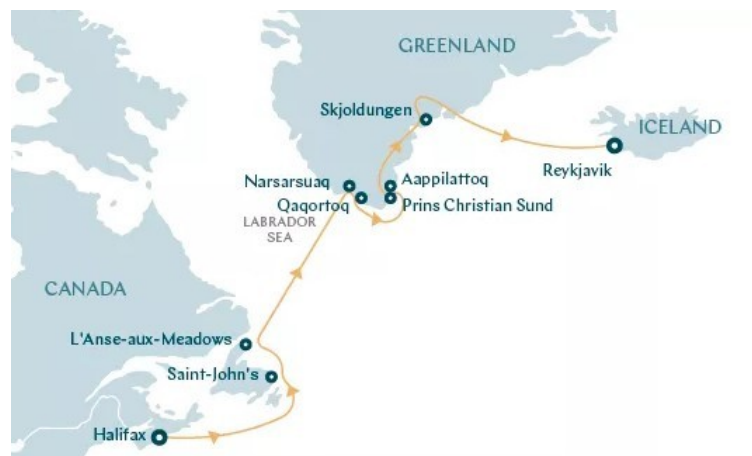 GREENLAND
Skjoldungen
ICELAND
Reykjavik
Narsarsuaq
Aappilattoq
Qaqortoq
Prins Christian Sund
LABRADOR
SEA
CANADA
L'Anse-aux-Meadows
Saint-John's
Halifax